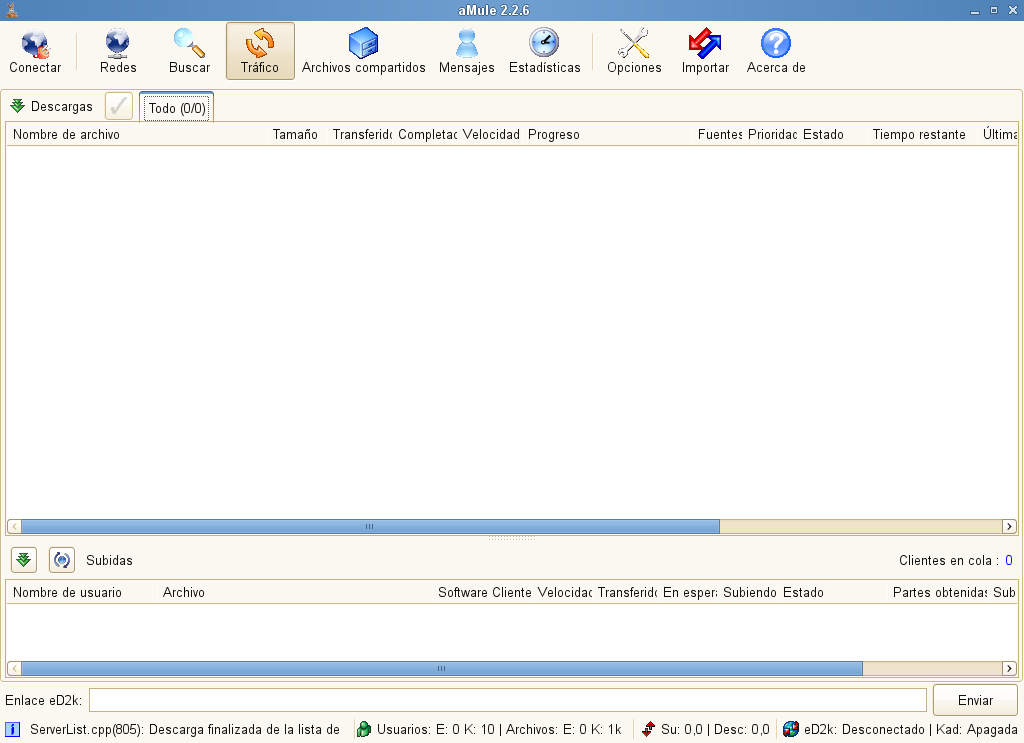 aMule 2.2.6
Conectar Redes Buscar Tráfico Archivos compartidos Mensajes Estadísticas Opciones Importar Acerca de
Descargas Todo (0/0)
Nombre de archivo Tamaño Transferido Completac Velocidad Progreso Fuentes Prioridac Estado Tiempo restante Última
Subidas Clientes en cola : 0
Nombre de usuario Archivo Software Cliente Velocidac Transferido En espera Subiendo Estado Partes obtenidas Sub
Enlace eD2k: Enviar
ServerList.cpp(805): Descarga finalizada de la lista de Usuarios: E: 0 K: 10 | Archivos: E: 0 K: 1k Su: 0,0 | Desc: 0,0 eD2k: Desconectado | Kad: Apagada